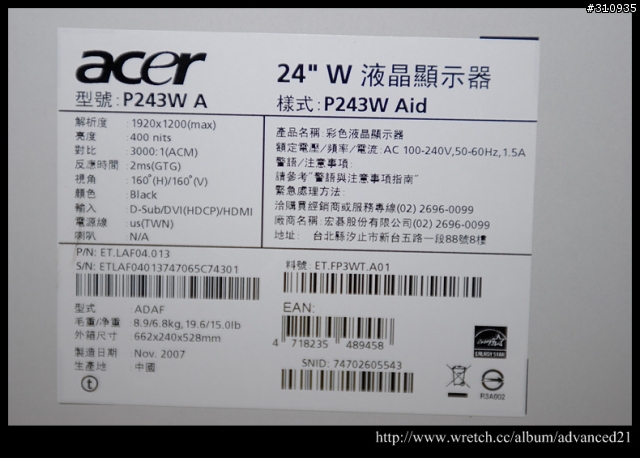 #310935
acer
24" W 液晶顯示器
型號: P243W A
樣式: P243W Aid
解析度: 1920x1200(max)
亮度 400 nits
對比 3000:1(ACM)
反應時間 2ms(GTG)
視角 160°(H)/160°(V)
顏色 Black
輸入 D-Sub/DVI(HDCP)/HDMI
電源線 us(TWN)
喇叭 N/A
產品名稱: 彩色液晶顯示器
額定電壓/頻率/電流: AC 100-240V,50-60Hz,1.5A
警語/注意事項:
請參考"警語與注意事項指南"
緊急處理方法:
洽購買經銷商或服務專線(02) 2696-0099
廠商名稱: 宏碁股份有限公司(02) 2696-0099
地址: 台北縣汐止市新台五路一段88號8樓
P/N: ET.LAF04.013
S/N: ETLAF04013747065C74301
料號: ET.FP3WT.A01
型式 ADAF
毛重/淨重 8.9/6.8kg,19.6/15.0lb
外箱尺寸 662x240x528mm
製造日期 Nov. 2007
生產地 中國
EAN:
4 718235 489458
SNID: 74702605543
ENERGY STAR
R3A002
http://www.wretch.cc/album/advanced21